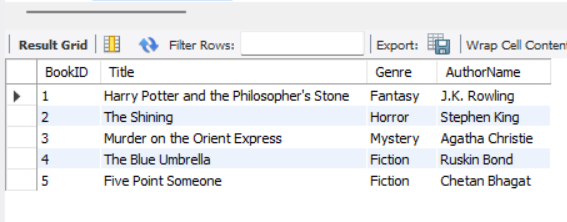 Result Grid Filter Rows: Export: Wrap Cell Conten
BookID Title Genre AuthorName
1 Harry Potter and the Philosopher's Stone Fantasy J.K. Rowling
2 The Shining Horror Stephen King
3 Murder on the Orient Express Mystery Agatha Christie
4 The Blue Umbrella Fiction Ruskin Bond
5 Five Point Someone Fiction Chetan Bhagat